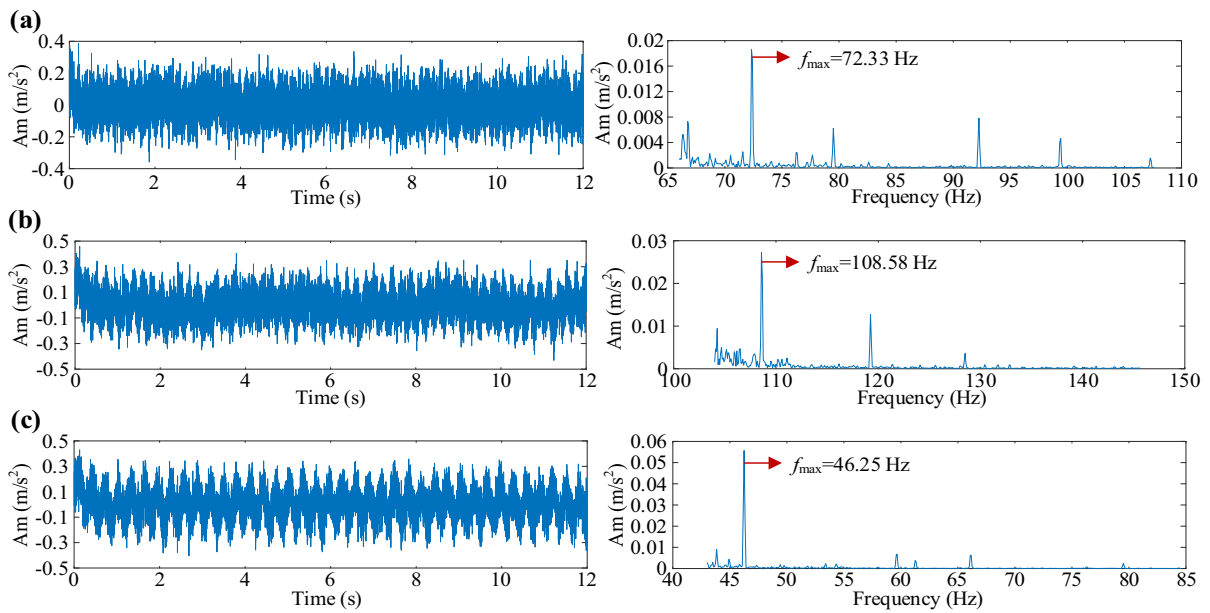 (a)
Am (m/s²)
0.4
0.2
0
-0.2
-0.4
0 2 4 6 8 10 12
Time (s)
Am (m/s²)
0.02
0.016
0.012
0.008
0.004
0
fmax=72.33 Hz
65 70 75 80 85 90 95 100 105 110
Frequency (Hz)
(b)
Am (m/s²)
0.5
0.3
0.1
-0.1
-0.3
-0.5
0 2 4 6 8 10 12
Time (s)
Am (m/s²)
0.03
0.02
0.01
0
fmax=108.58 Hz
100 110 120 130 140 150
Frequency (Hz)
(c)
Am (m/s²)
0.5
0.3
0.1
-0.1
-0.3
-0.5
0 2 4 6 8 10 12
Time (s)
Am (m/s²)
0.06
0.05
0.04
0.03
0.02
0.01
0
fmax=46.25 Hz
40 45 50 55 60 65 70 75 80 85
Frequency (Hz)